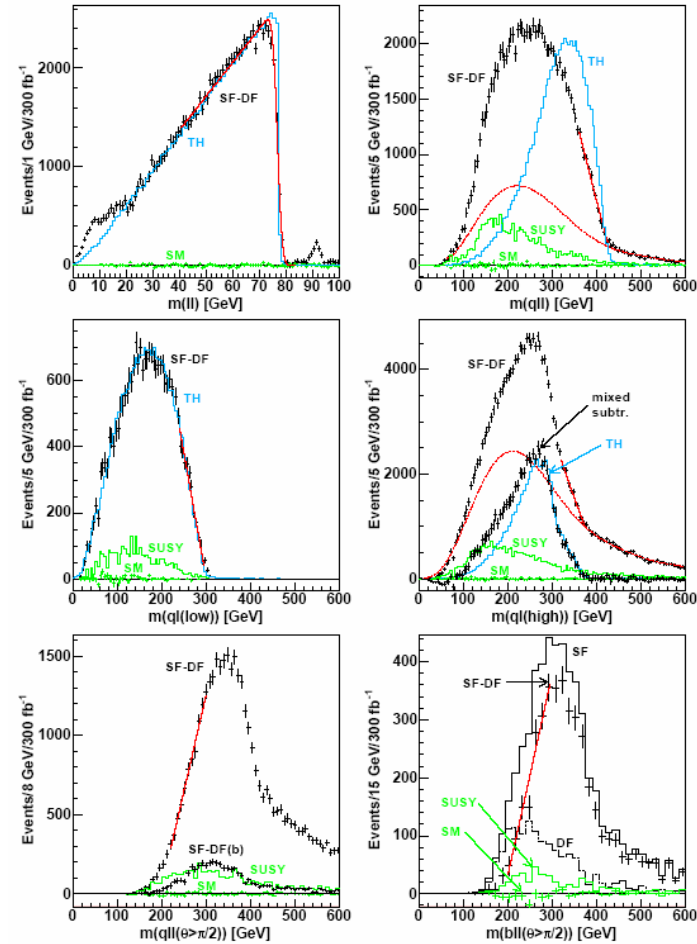 Events/1 GeV/300 fb⁻¹
2000
1000
0
SF-DF
TH
SM
0 10 20 30 40 50 60 70 80 90 100
m(ll) [GeV]
Events/5 GeV/300 fb⁻¹
2000
1500
1000
500
0
SF-DF
TH
SUSY
SM
0 100 200 300 400 500 600
m(qll) [GeV]
Events/5 GeV/300 fb⁻¹
600
400
200
0
SF-DF
TH
SUSY
SM
0 100 200 300 400 500 600
m(ql(low)) [GeV]
Events/5 GeV/300 fb⁻¹
4000
2000
0
SF-DF
mixed
subtr.
TH
SUSY
SM
0 100 200 300 400 500 600
m(ql(high)) [GeV]
Events/8 GeV/300 fb⁻¹
1500
1000
500
0
SF-DF
SF-DF(b)
SUSY
SM
0 100 200 300 400 500 600
m(qll(θ>π/2)) [GeV]
Events/15 GeV/300 fb⁻¹
400
300
200
100
0
SF
SF-DF
SUSY
SM
DF
0 100 200 300 400 500 600
m(bll(θ>π/2)) [GeV]